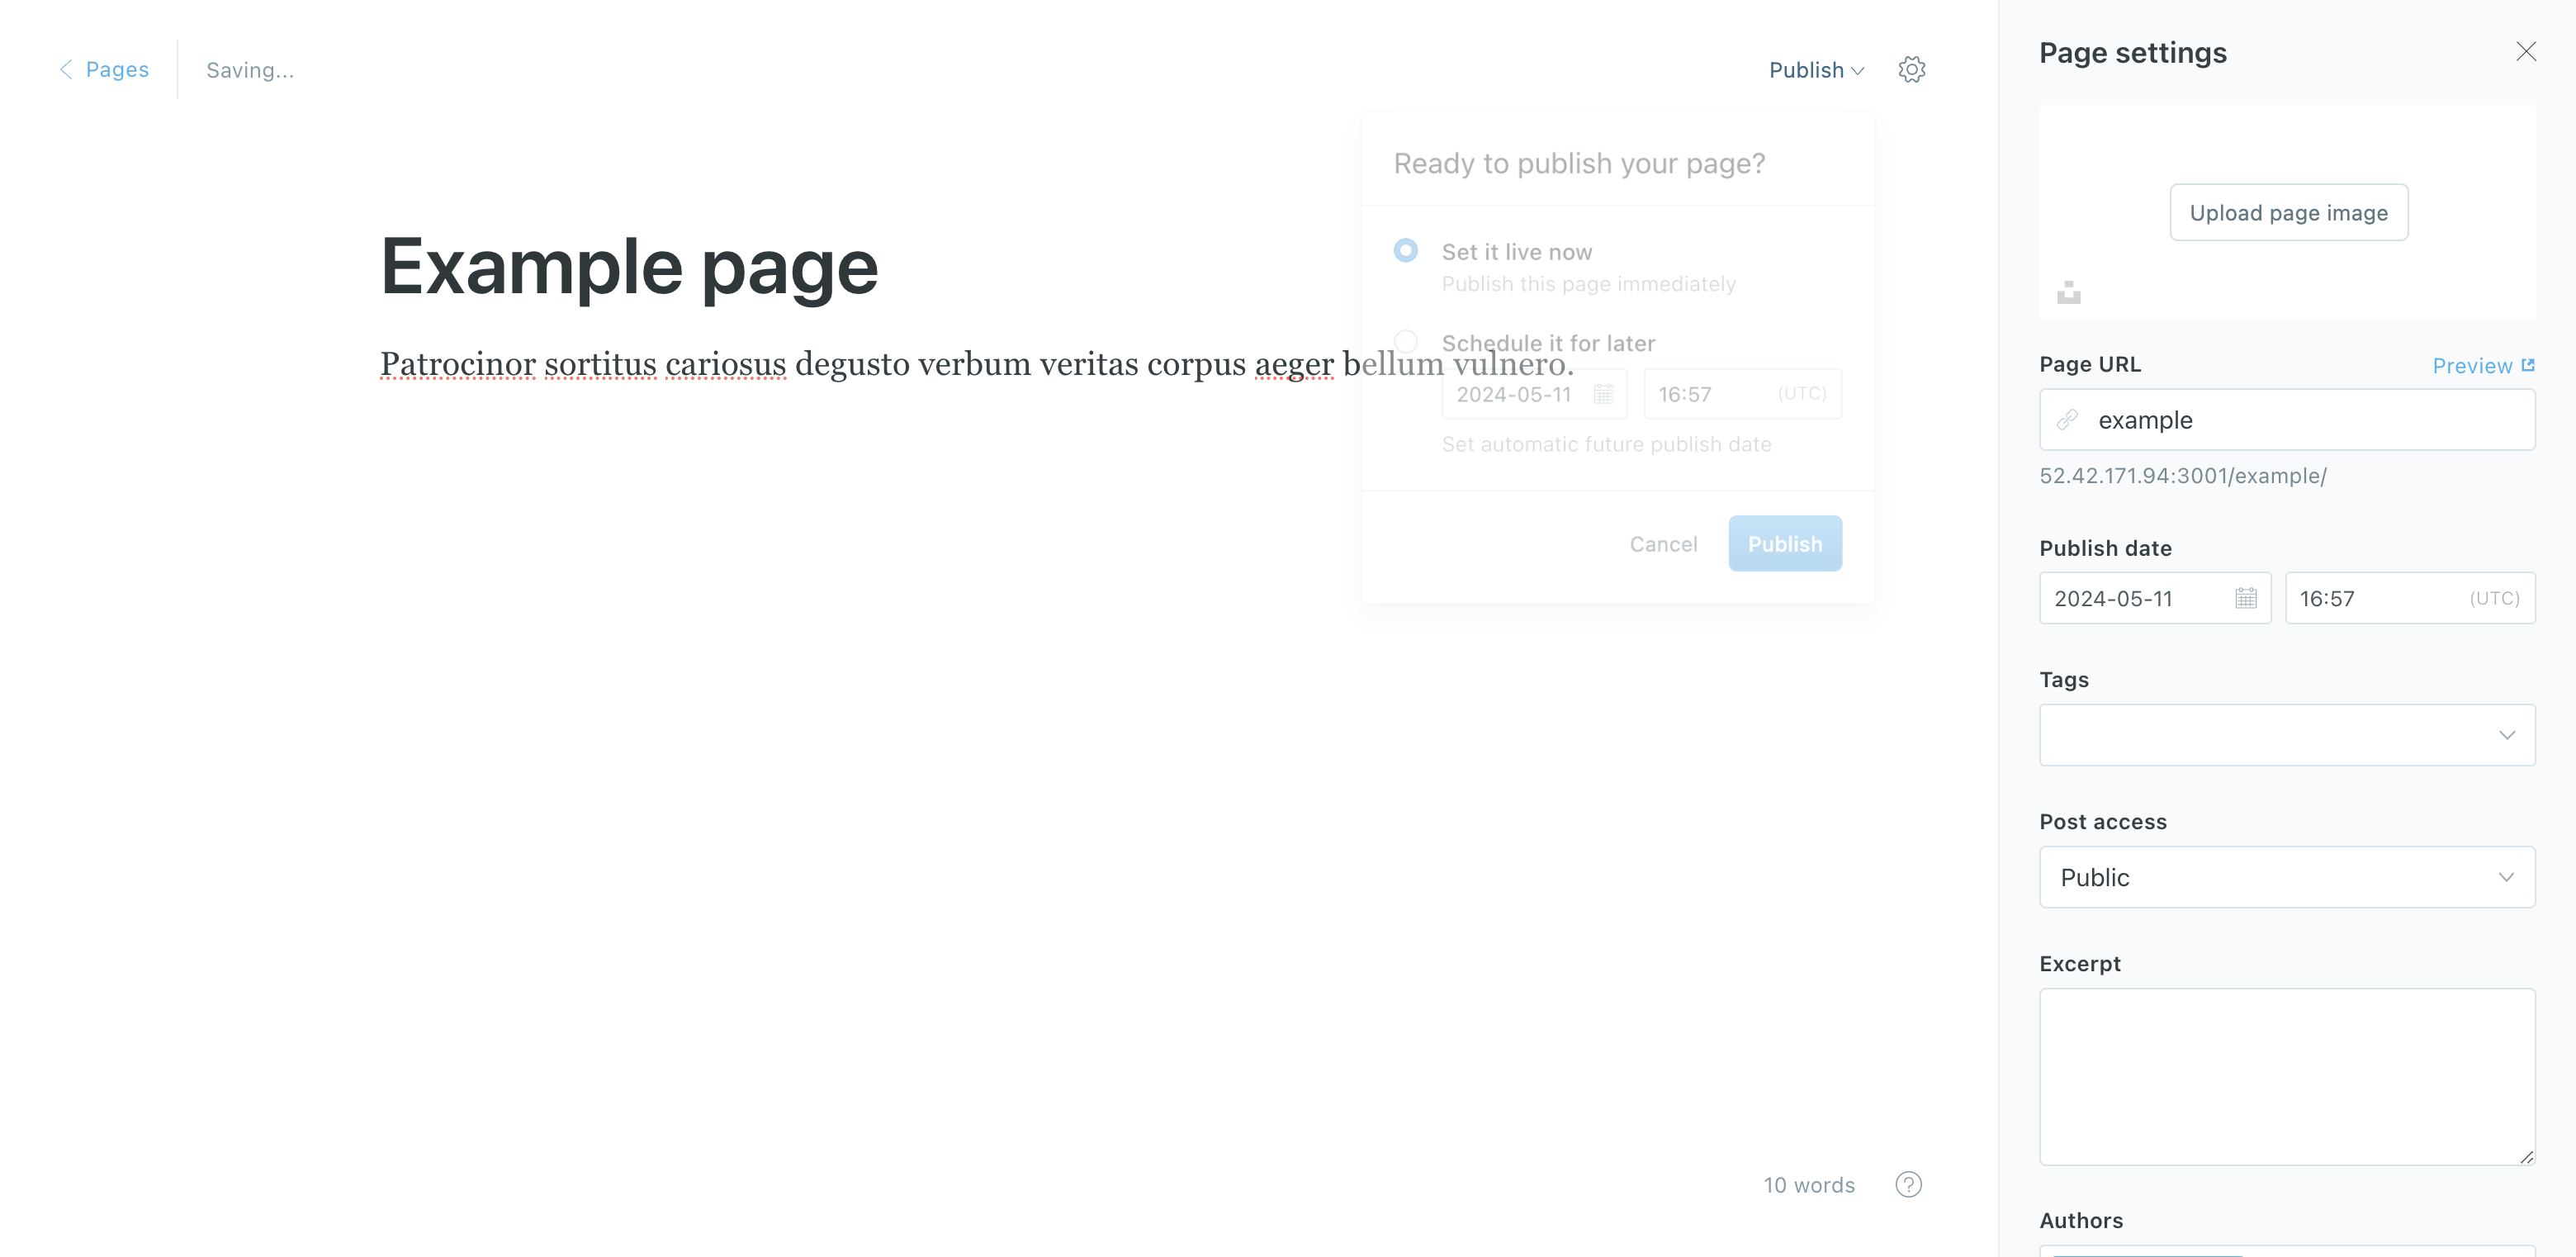 Pages
Saving...
Publish
Example page
Patrocinor sortitus cariosus degusto verbum veritas corpus aeger bellum vulnero.
Ready to publish your page?
Set it live now
Publish this page immediately
Schedule it for later
2024-05-11
16:57 (UTC)
Set automatic future publish date
Cancel
Publish
10 words
?
Page settings
Upload page image
Page URL
Preview
example
52.42.171.94:3001/example/
Publish date
2024-05-11
16:57 (UTC)
Tags
Post access
Public
Excerpt
Authors